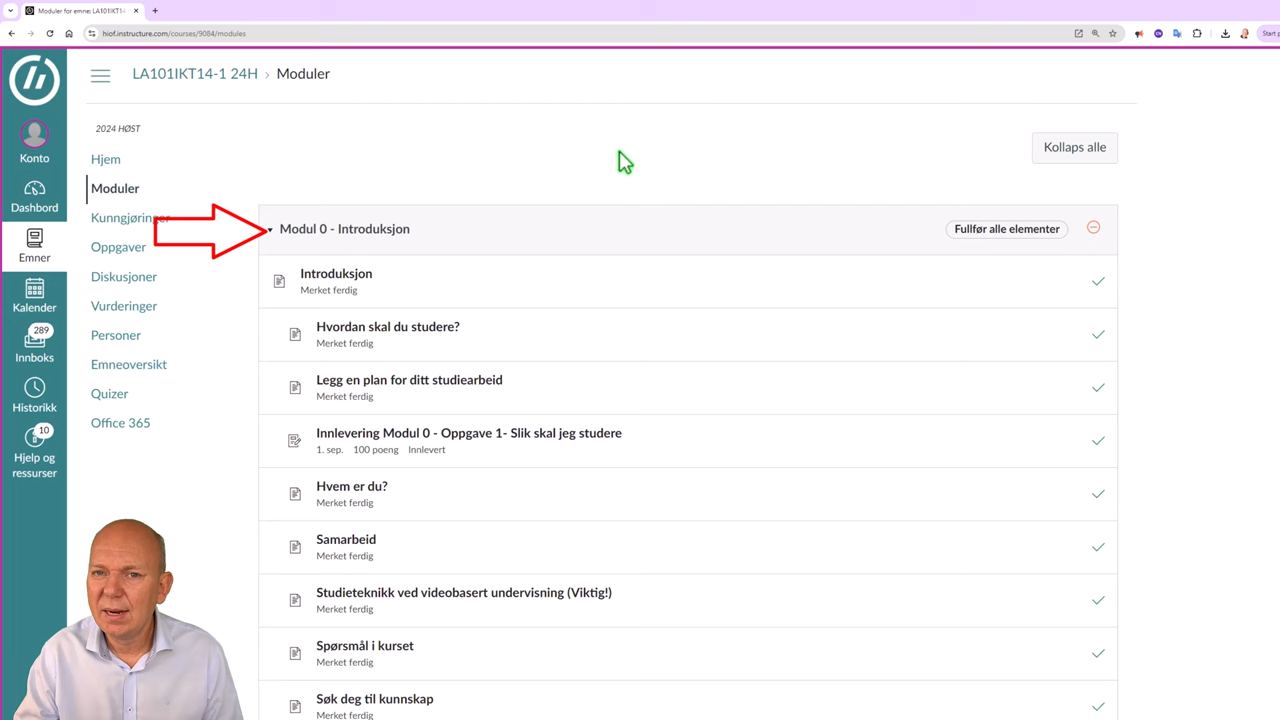 Moduler for emne: LA101IKT14-
hiof.instructure.com/courses/9084/modules
Start p
LA101IKT14-1 24H › Moduler
2024 HØST
Kollaps alle
Konto
Dashbord
Emner
Kalender
289
Innboks
Historikk
10
Hjelp og
ressurser
Hjem
Moduler
Kunngjøringer
Oppgaver
Diskusjoner
Vurderinger
Personer
Emneoversikt
Quizer
Office 365
Modul 0 - Introduksjon
Fullfør alle elementer
Introduksjon
Merket ferdig
Hvordan skal du studere?
Merket ferdig
Legg en plan for ditt studiearbeid
Merket ferdig
Innlevering Modul 0 - Oppgave 1- Slik skal jeg studere
1. sep. 100 poeng Innlevert
Hvem er du?
Merket ferdig
Samarbeid
Merket ferdig
Studieteknikk ved videobasert undervisning (Viktig!)
Merket ferdig
Spørsmål i kurset
Merket ferdig
Søk deg til kunnskap
Merket ferdig